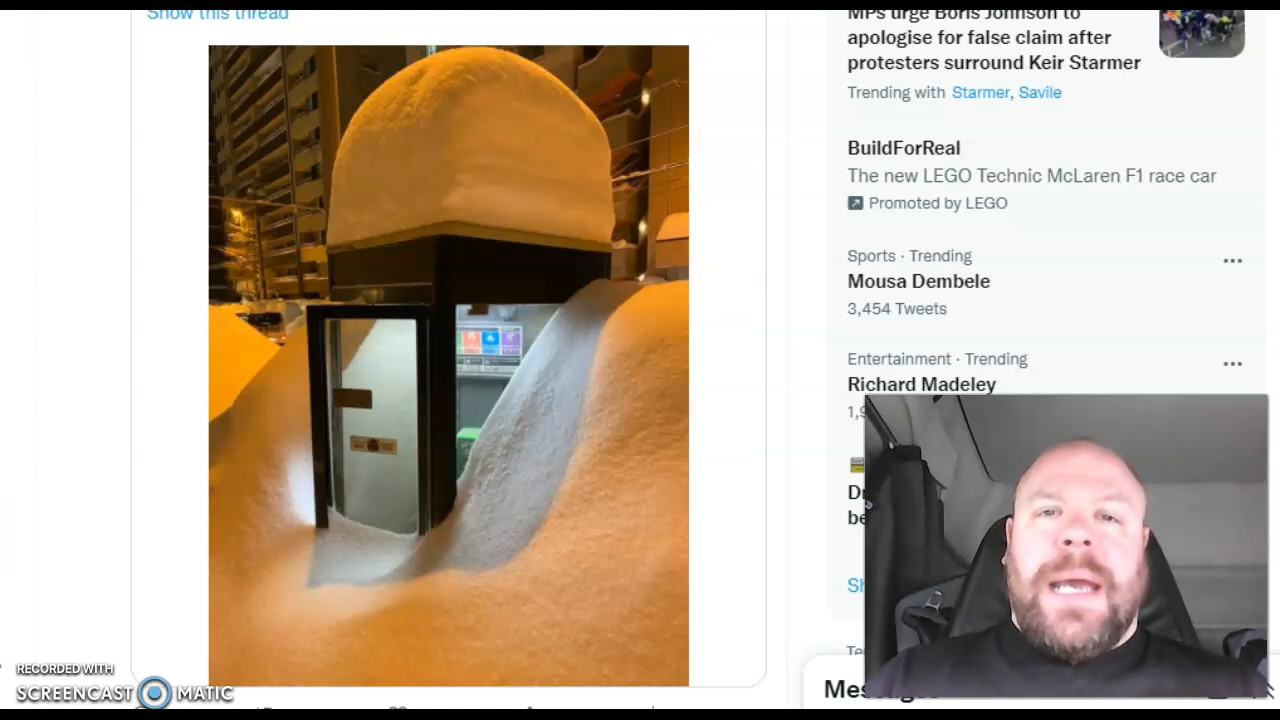 Show this thread
MPs urge Boris Johnson to
apologise for false claim after
protesters surround Keir Starmer
Trending with Starmer, Savile
BuildForReal
The new LEGO Technic McLaren F1 race car
Promoted by LEGO
Sports · Trending
Mousa Dembele
3,454 Tweets
Entertainment · Trending
Richard Madeley
RECORDED WITH
SCREENCAST MATIC